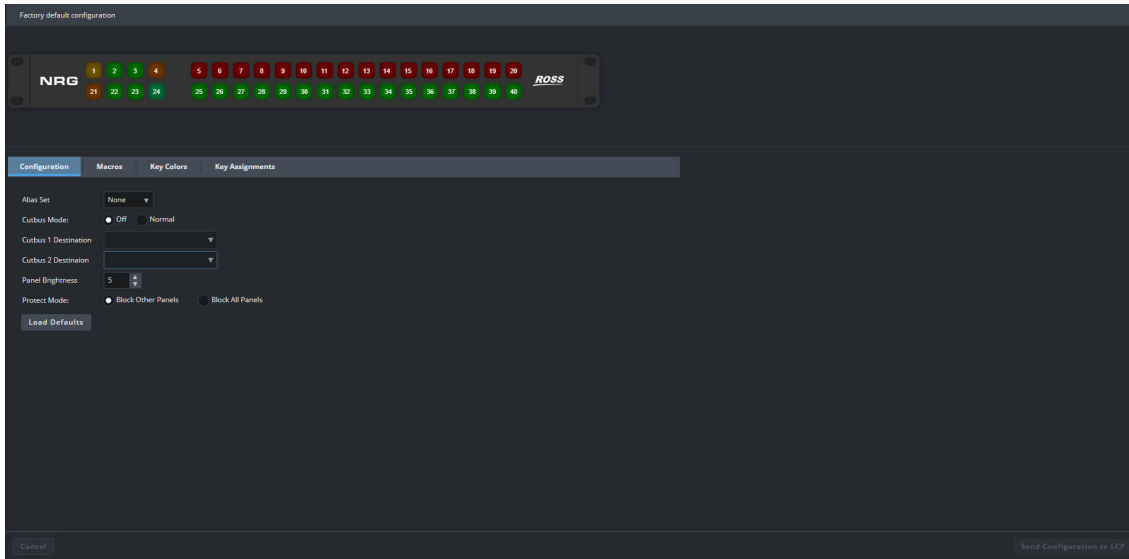 Factory default configuration
NRG 1 2 3 4 5 6 7 8 9 10 11 12 13 14 15 16 17 18 19 20 ROSS
21 22 23 24 25 26 27 28 29 30 31 32 33 34 35 36 37 38 39 40
Configuration Macros Key Colors Key Assignments
Alias Set None
Cutbus Mode: Off Normal
Cutbus 1 Destination
Cutbus 2 Destinaion
Panel Brightness 5
Protect Mode: Block Other Panels Block All Panels
Load Defaults
Cancel Send Configuration to LCP